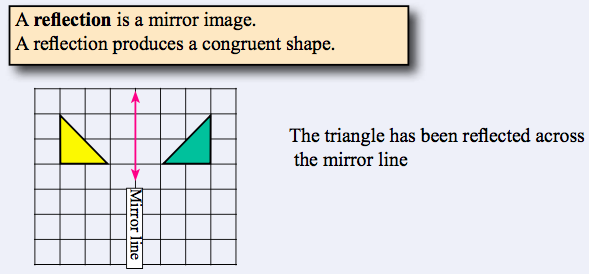 A reflection is a mirror image.
A reflection produces a congruent shape.
The triangle has been reflected across
the mirror line
Mirror line